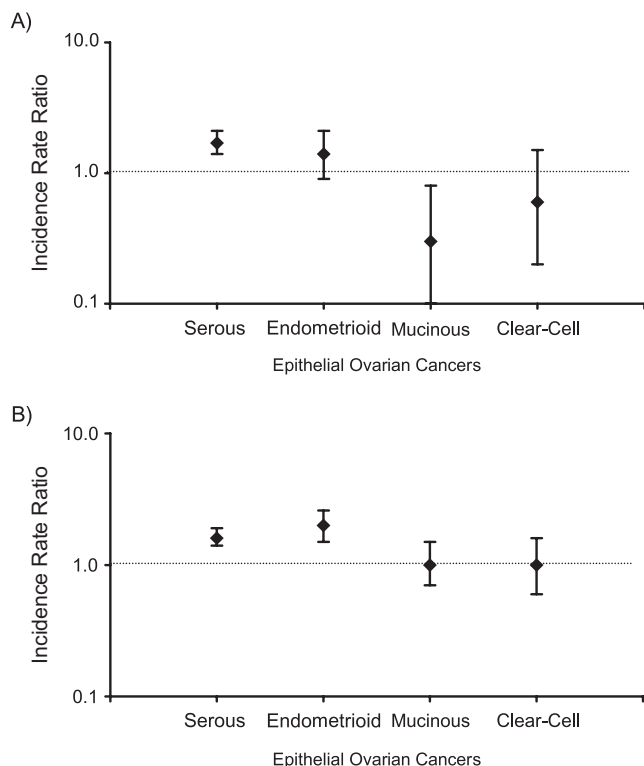 A)
10.0
1.0
0.1
Incidence Rate Ratio
Serous Endometrioid Mucinous Clear-Cell
Epithelial Ovarian Cancers
B)
10.0
1.0
0.1
Incidence Rate Ratio
Serous Endometrioid Mucinous Clear-Cell
Epithelial Ovarian Cancers